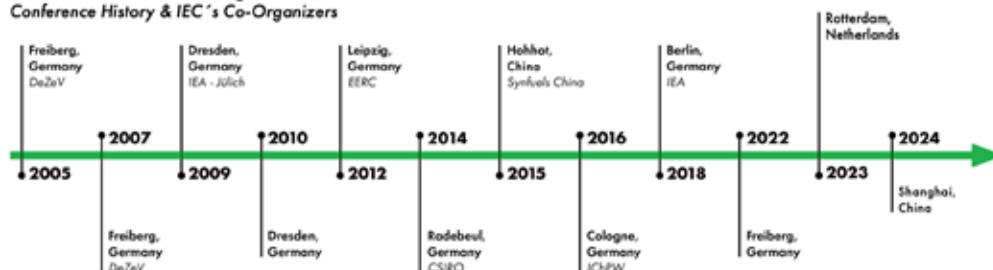 Conference History & IEC´s Co-Organizers
Rotterdam,
Netherlands
Freiberg,
Germany
DeZeV
Dresden,
Germany
IEA - Jülich
Leipzig,
Germany
EERC
Hohhot,
China
Synfuels China
Berlin,
Germany
IEA
2007
2010
2014
2016
2022
2024
2005
2009
2012
2015
2018
2023
Shanghai,
China
Freiberg,
Germany
DeZeV
Dresden,
Germany
Radebeul,
Germany
CSIRO
Cologne,
Germany
IChPW
Freiberg,
Germany